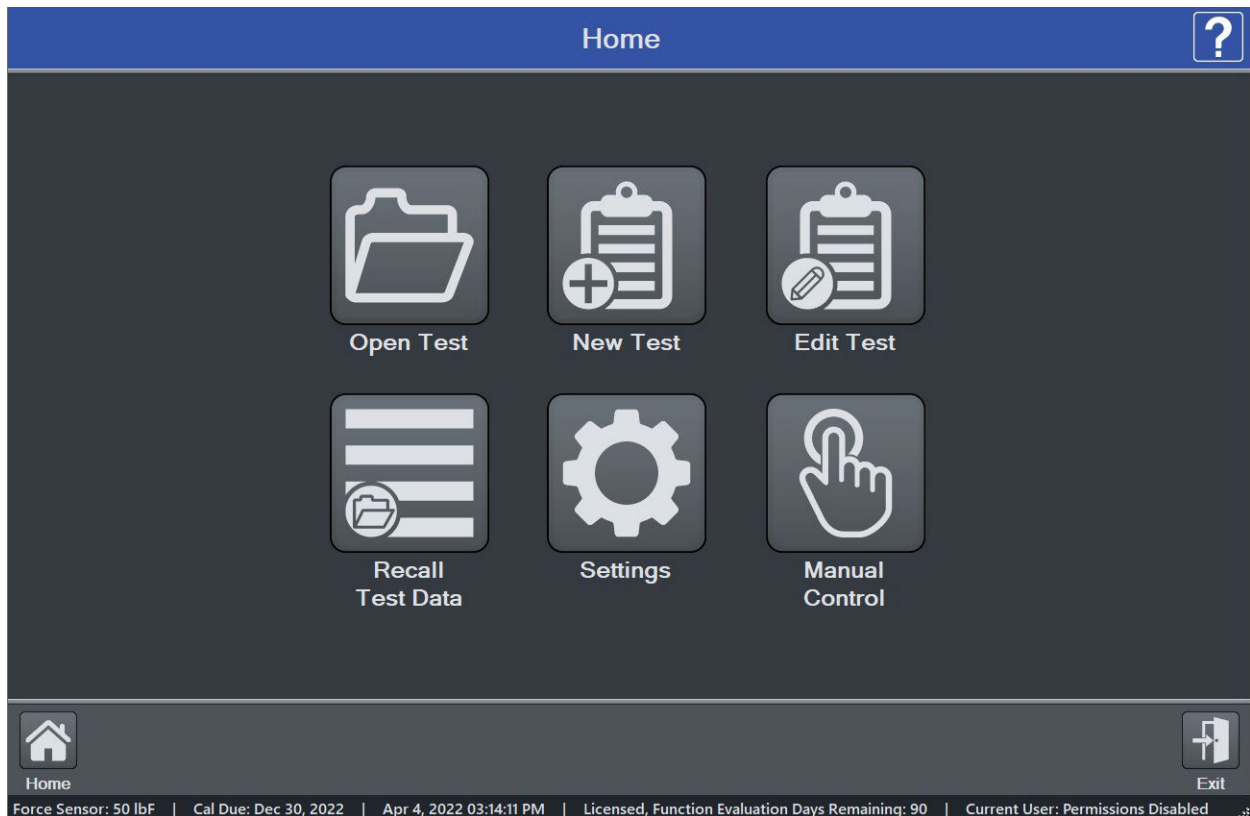 Home
?
Open Test
New Test
Edit Test
Recall
Test Data
Settings
Manual
Control
Home
Exit
Force Sensor: 50 lbF | Cal Due: Dec 30, 2022 | Apr 4, 2022 03:14:11 PM | Licensed, Function Evaluation Days Remaining: 90 | Current User: Permissions Disabled